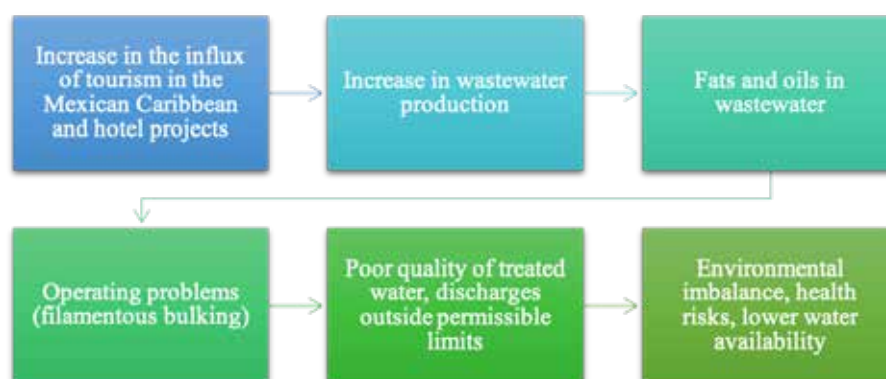 Increase in the influx
of tourism in the
Mexican Caribbean
and hotel projects
Increase in wastewater
production
Fats and oils in
wastewater
Operating problems
(filamentous bulking)
Poor quality of treated
water, discharges
outside permissible
limits
Environmental
imbalance, health
risks, lower water
availability